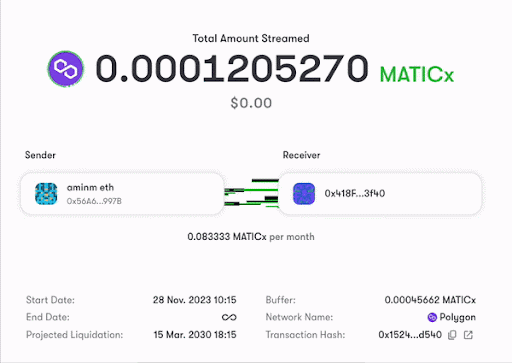 Total Amount Streamed
0.0001205270 MATICx
$0.00
Sender
Receiver
aminm eth
0x56A6...997B
0x418F...3f40
0.083333 MATICx per month
Start Date: 28 Nov. 2023 10:15
Buffer: 0.00045662 MATICx
End Date: ∞
Network Name: Polygon
Projected Liquidation: 15 Mar. 2030 18:15
Transaction Hash: 0x1524...d540